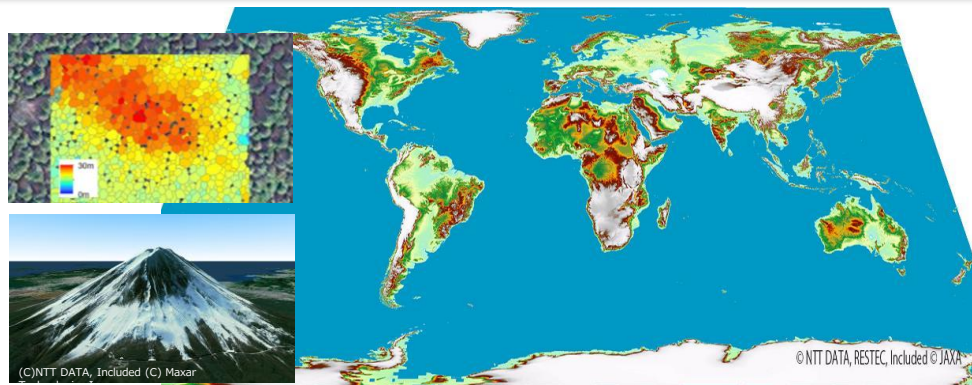 30m
0m
(C)NTT DATA, Included (C) Maxar
© NTT DATA, RESTEC, Included © JAXA